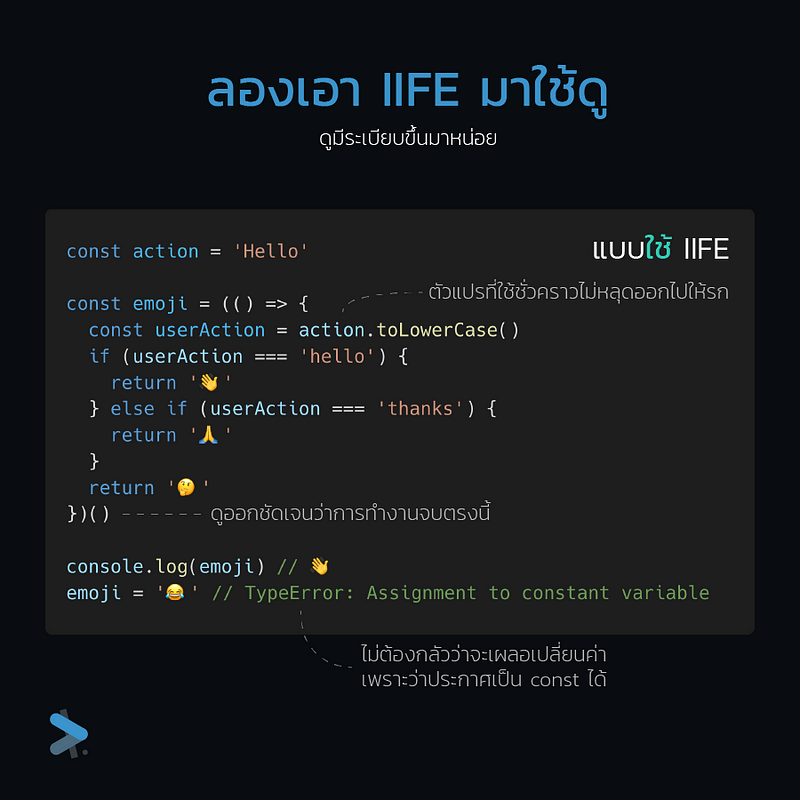 ลองเอา IIFE มาใช้ดู
ดูมีระเบียบขึ้นมาหน่อย
แบบใช้ IIFE
const action = 'Hello'
ตัวแปรที่ใช้ชั่วคราวไม่หลุดออกไปให้รก
const emoji = (() => {
  const userAction = action.toLowerCase()
  if (userAction === 'hello') {
    return '👋'
  } else if (userAction === 'thanks') {
    return '🙏'
  }
  return '🤔'
})() ------ ดูออกชัดเจนว่าการทำงานจบตรงนี้
console.log(emoji) // 👋
emoji = '😂' // TypeError: Assignment to constant variable
ไม่ต้องกลัวว่าจะเผลอเปลี่ยนค่า
เพราะว่าประกาศเป็น const ได้